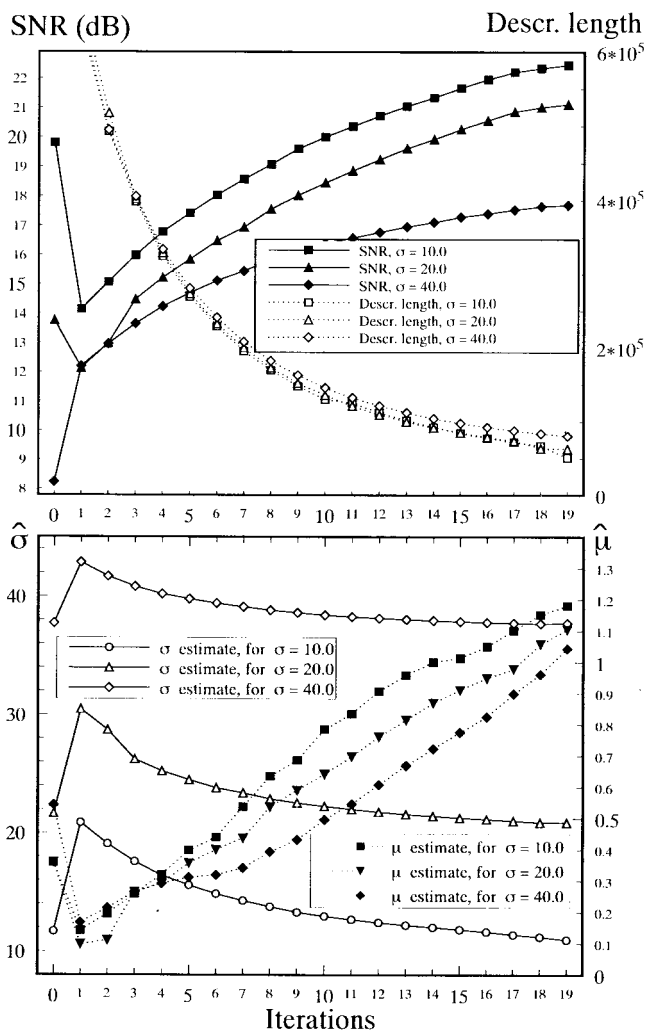 SNR (dB) Descr. length
22
21
20
19
18
17
16
15
14
13
12
11
10
9
8
6*10⁵
4*10⁵
2*10⁵
0
SNR, σ = 10.0
SNR, σ = 20.0
SNR, σ = 40.0
Descr. length, σ = 10.0
Descr. length, σ = 20.0
Descr. length, σ = 40.0
0 1 2 3 4 5 6 7 8 9 10 11 12 13 14 15 16 17 18 19
σ̂ μ̂
40
30
20
10
1.3
1.2
1.1
1
0.9
0.8
0.7
0.6
0.5
0.4
0.3
0.2
0.1
0
σ estimate, for σ = 10.0
σ estimate, for σ = 20.0
σ estimate, for σ = 40.0
μ estimate, for σ = 10.0
μ estimate, for σ = 20.0
μ estimate, for σ = 40.0
0 1 2 3 4 5 6 7 8 9 10 11 12 13 14 15 16 17 18 19
Iterations